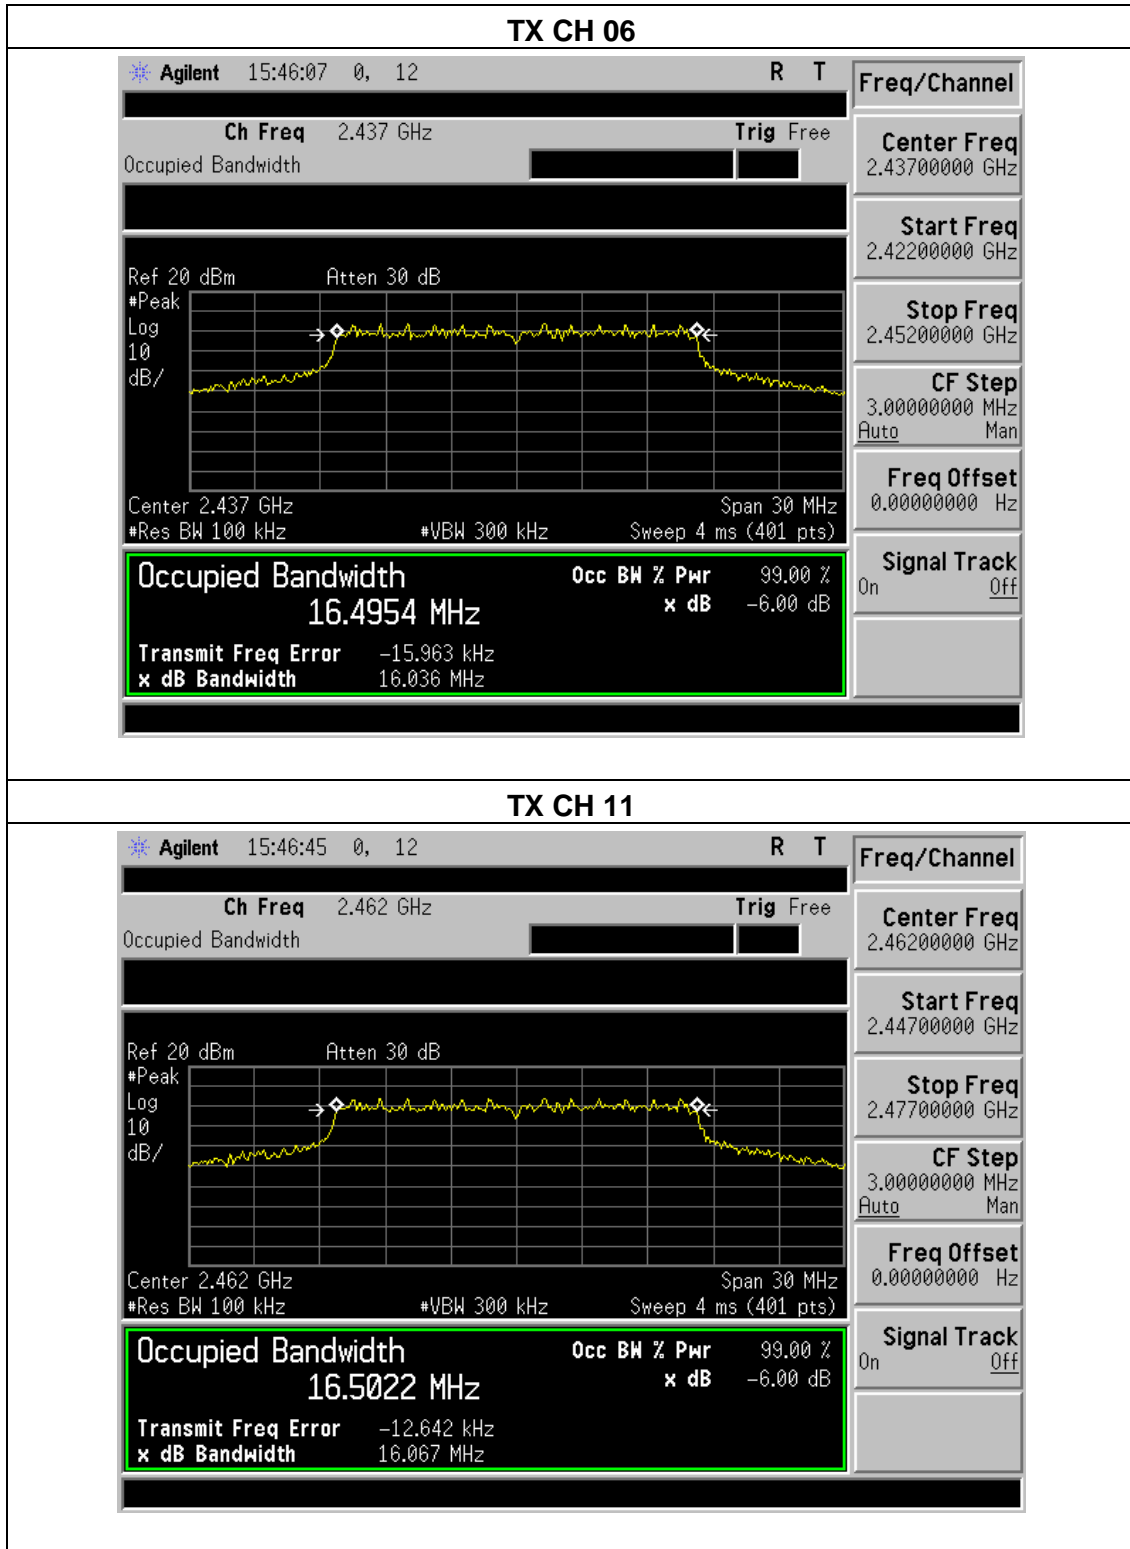 TX CH 06
Agilent 15:46:07 0, 12 R T
Freq/Channel
Ch Freq 2.437 GHz Trig Free
Occupied Bandwidth
Center Freq
2.43700000 GHz
Start Freq
2.42200000 GHz
Ref 20 dBm Atten 30 dB
#Peak
Log
10
dB/
Stop Freq
2.45200000 GHz
CF Step
3.00000000 MHz
Auto Man
Center 2.437 GHz Span 30 MHz
#Res BW 100 kHz #VBW 300 kHz Sweep 4 ms (401 pts)
Freq Offset
0.00000000 Hz
Occupied Bandwidth Occ BW % Pwr 99.00 %
16.4954 MHz x dB -6.00 dB
Signal Track
On Off
Transmit Freq Error -15.963 kHz
x dB Bandwidth 16.036 MHz
TX CH 11
Agilent 15:46:45 0, 12 R T
Freq/Channel
Ch Freq 2.462 GHz Trig Free
Occupied Bandwidth
Center Freq
2.46200000 GHz
Start Freq
2.44700000 GHz
Ref 20 dBm Atten 30 dB
#Peak
Log
10
dB/
Stop Freq
2.47700000 GHz
CF Step
3.00000000 MHz
Auto Man
Center 2.462 GHz Span 30 MHz
#Res BW 100 kHz #VBW 300 kHz Sweep 4 ms (401 pts)
Freq Offset
0.00000000 Hz
Occupied Bandwidth Occ BW % Pwr 99.00 %
16.5022 MHz x dB -6.00 dB
Signal Track
On Off
Transmit Freq Error -12.642 kHz
x dB Bandwidth 16.067 MHz